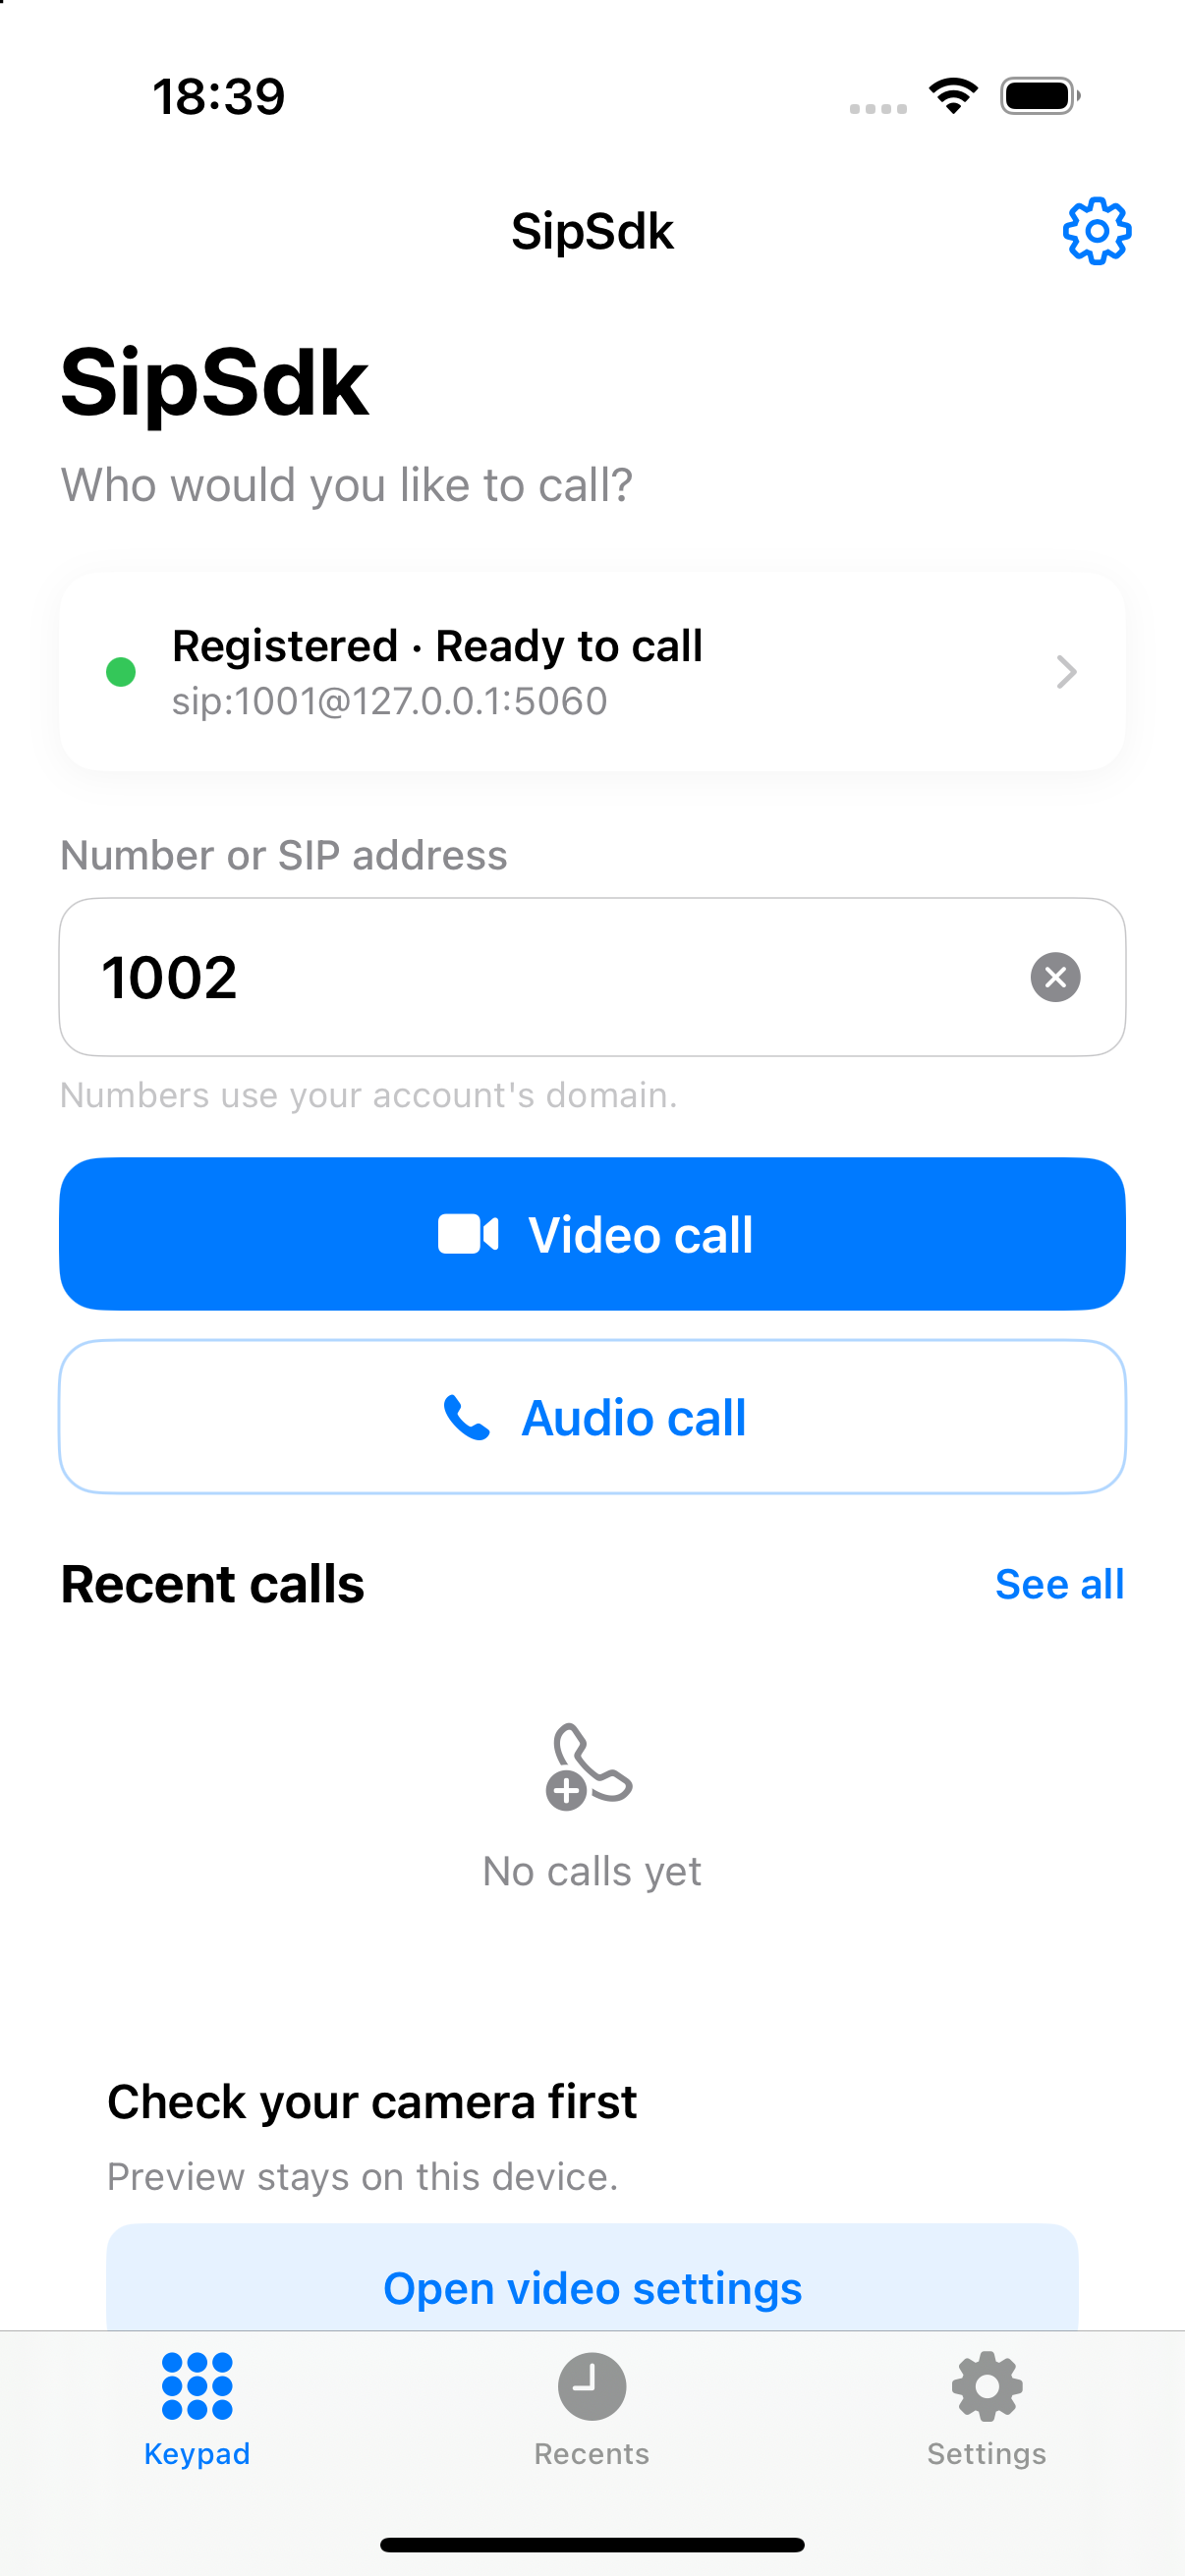 18:39
SipSdk
SipSdk
Who would you like to call?
Registered · Ready to call
sip:1001@127.0.0.1:5060
Number or SIP address
1002
Numbers use your account's domain.
Video call
Audio call
Recent calls
See all
No calls yet
Check your camera first
Preview stays on this device.
Open video settings
Keypad
Recents
Settings